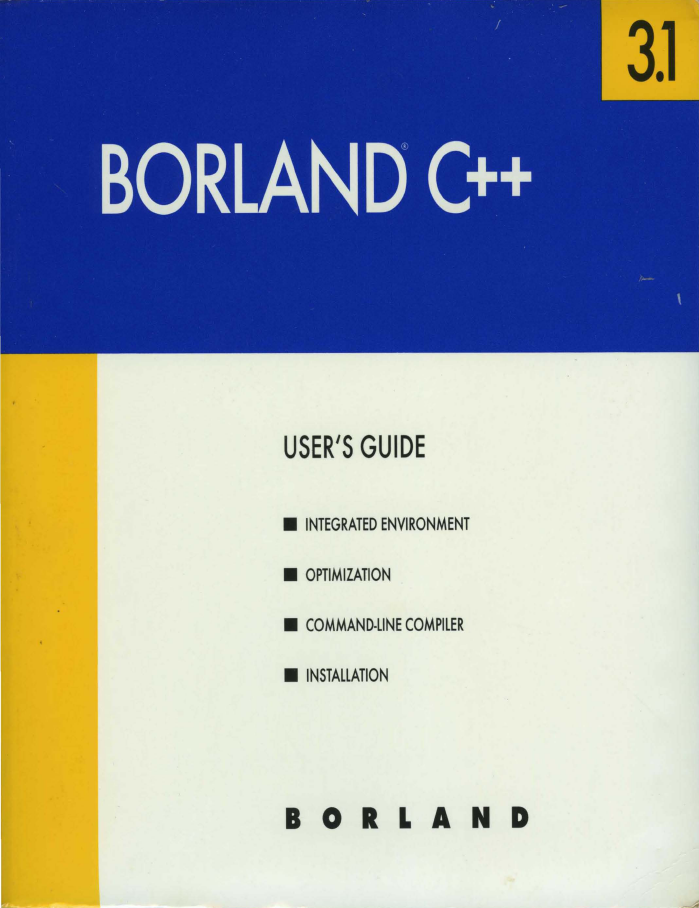 3.1
BORLAND® C++
USER'S GUIDE
■ INTEGRATED ENVIRONMENT
■ OPTIMIZATION
■ COMMAND-LINE COMPILER
■ INSTALLATION
BORLAND